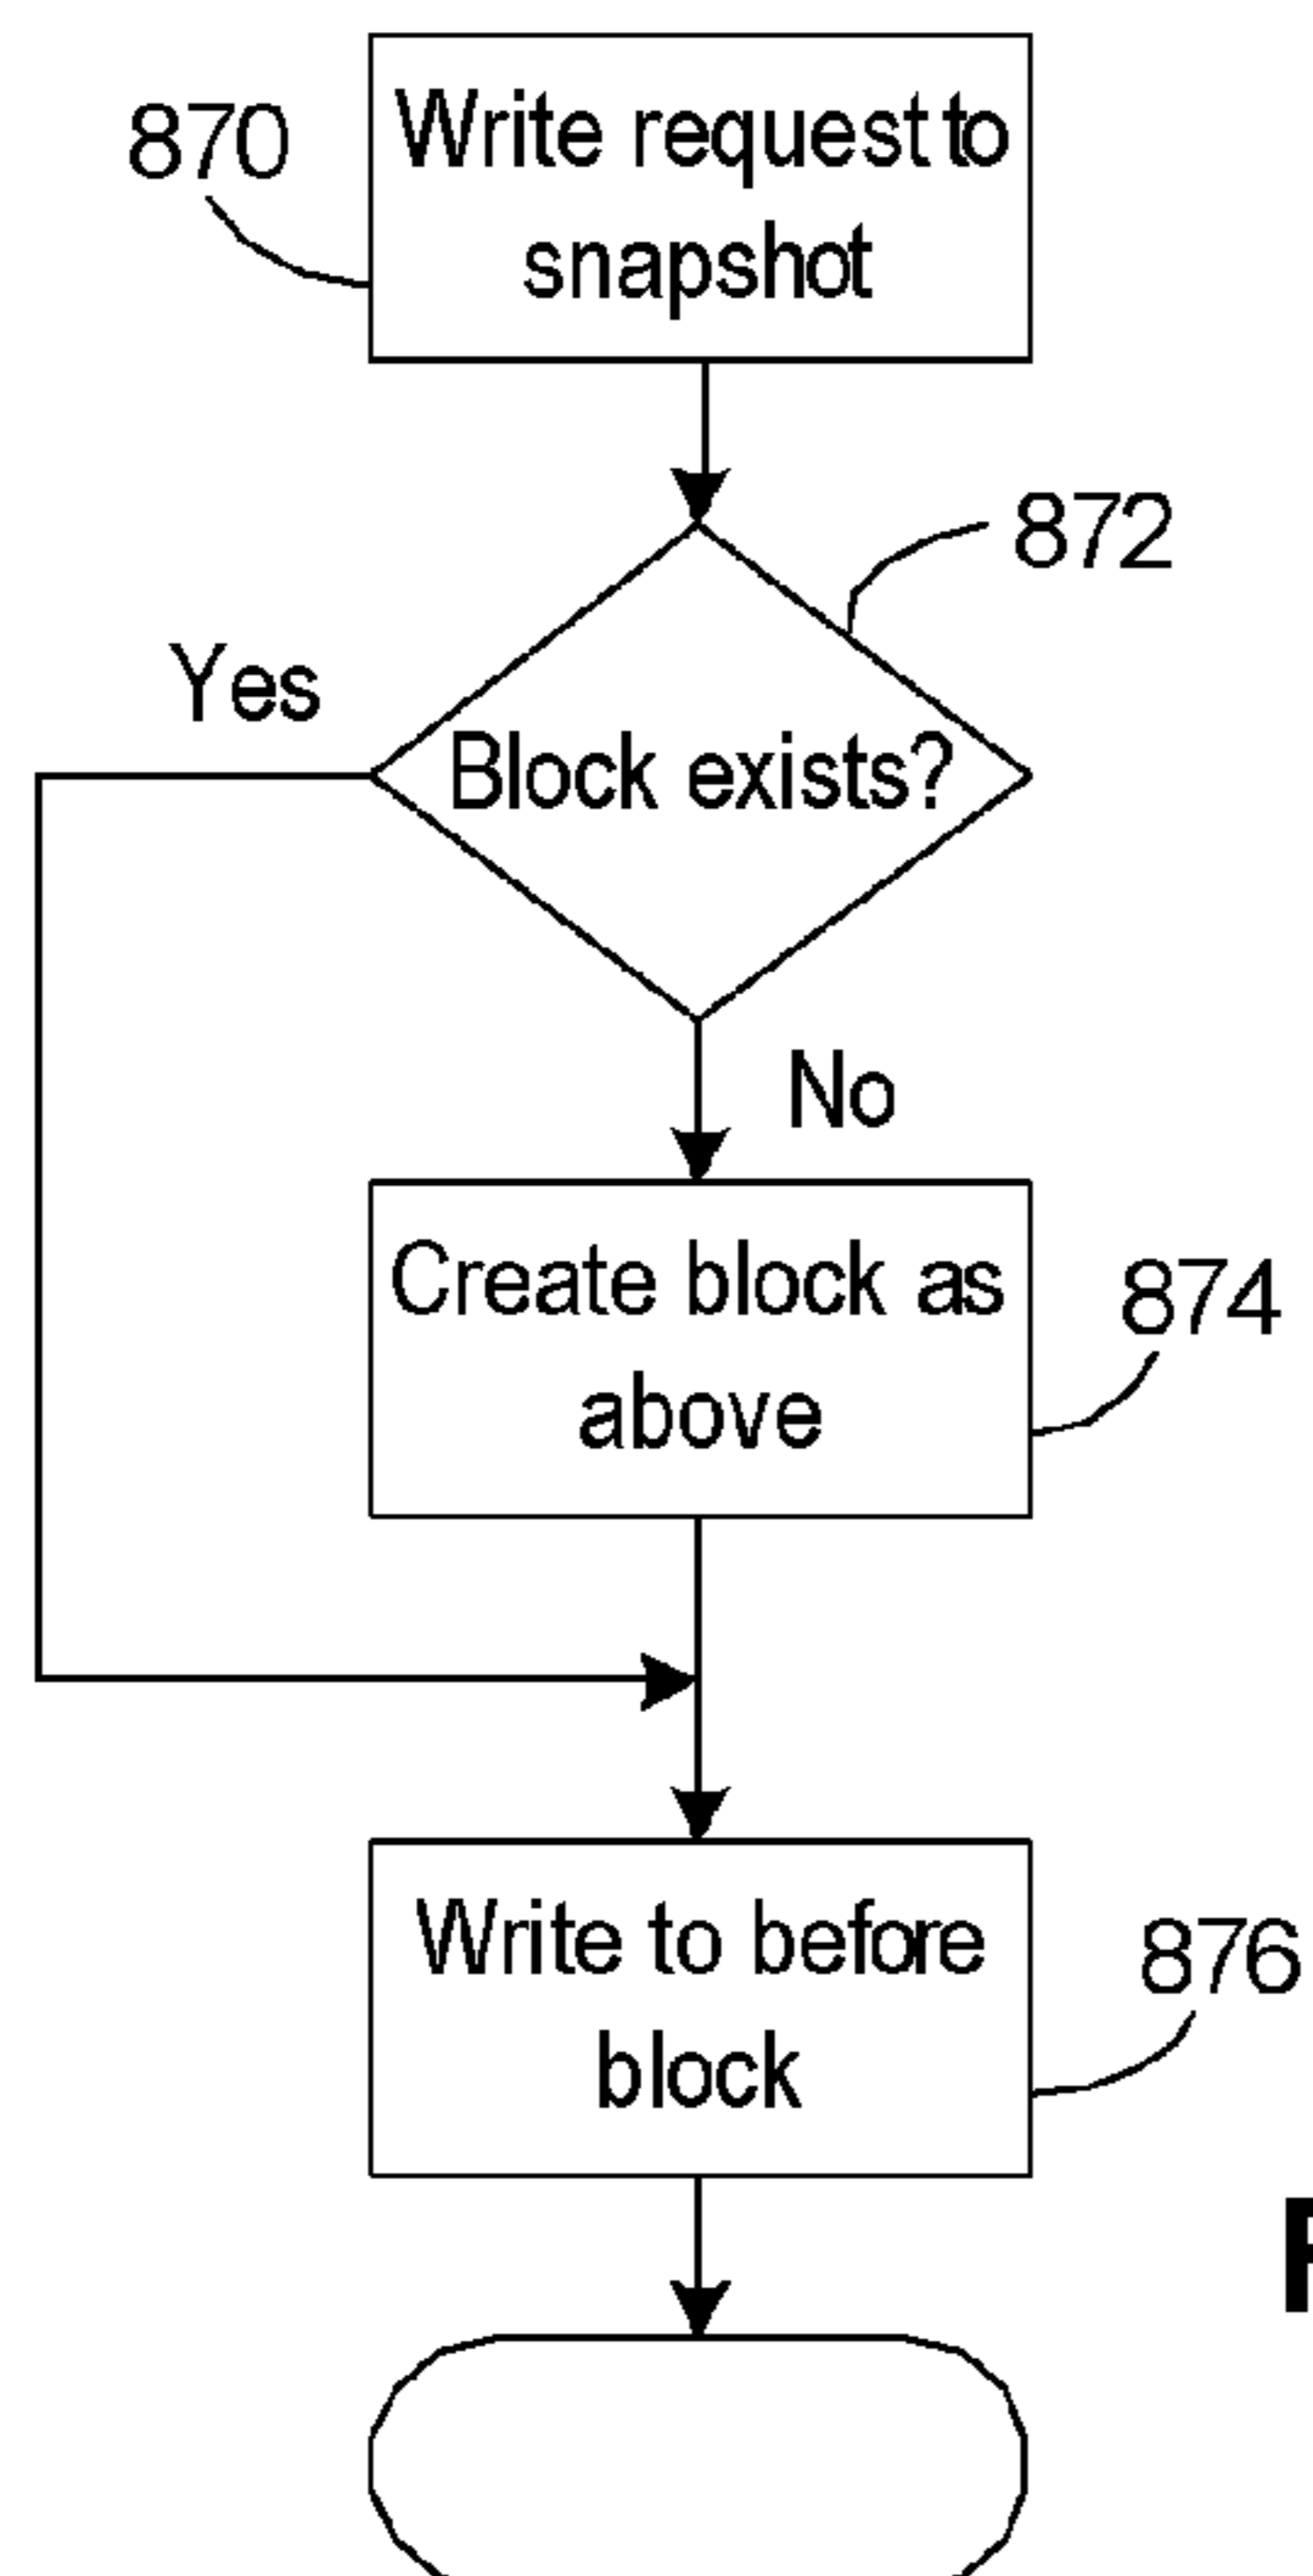 870
Write request to
snapshot
872
Yes
Block exists?
No
Create block as
above
874
Write to before
block
876